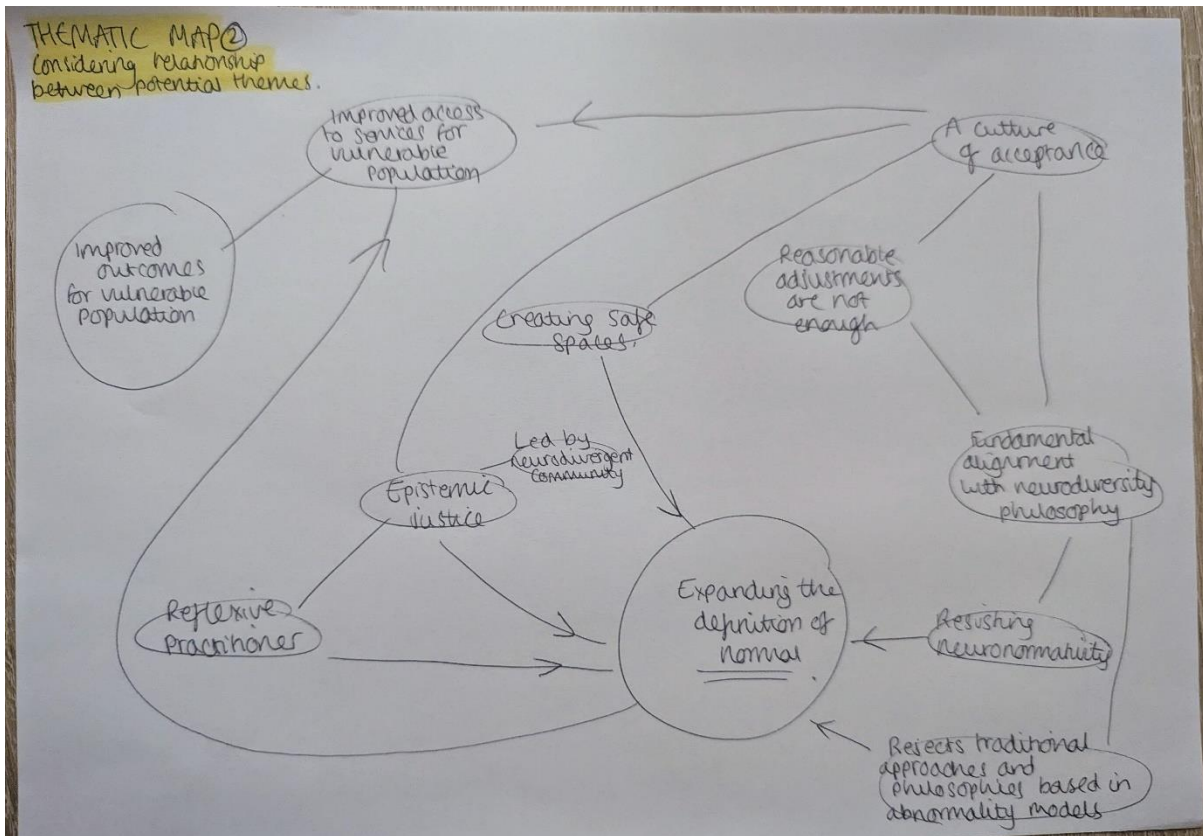 THEMATIC MAP②
Considering relationship
between potential themes.
Improved access
to services for
vulnerable
population
A culture
of acceptance
Improved
outcomes
for vulnerable
population
Reasonable
adjustments
are not
enough
Creating safe
spaces.
Led by
neurodivergent
community
Epistemic
justice
Fundamental
alignment
with neurodiversity
philosophy
Reflexive
practitioner
Expanding the
definition of
normal.
Resisting
neuronormativity
Rejects traditional
approaches and
philosophies based in
abnormality models